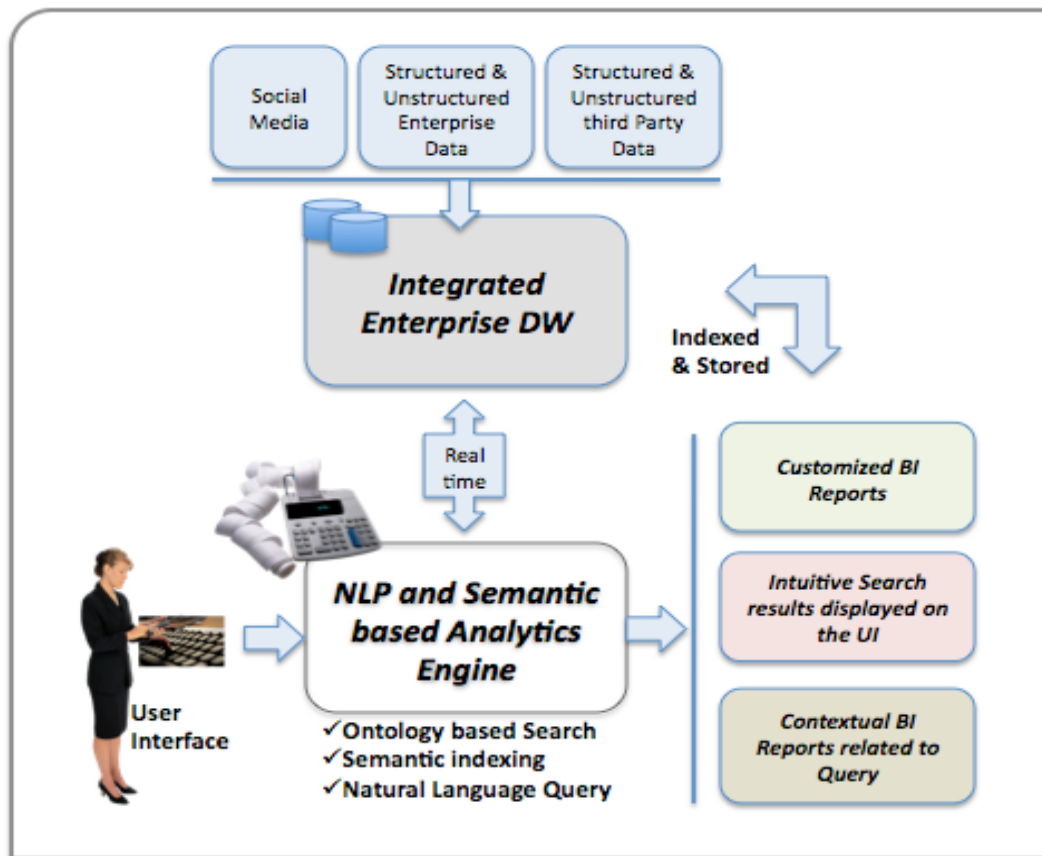 Social
Media
Structured &
Unstructured
Enterprise
Data
Structured &
Unstructured
third Party
Data
Integrated
Enterprise DW
Indexed
& Stored
Real
time
Customized BI
Reports
NLP and Semantic
based Analytics
Engine
Intuitive Search
results displayed on
the UI
User
Interface
✓Ontology based Search
✓Semantic indexing
✓Natural Language Query
Contextual BI
Reports related to
Query